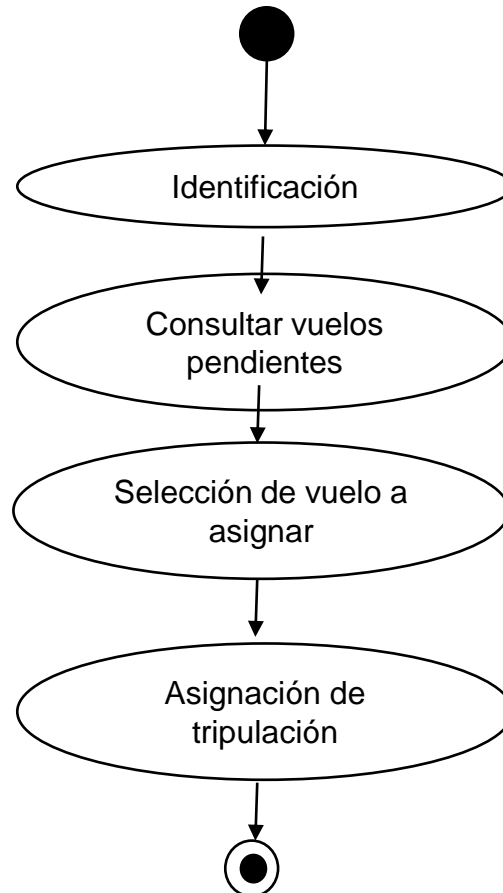 Identificación
Consultar vuelos
pendientes
Selección de vuelo a
asignar
Asignación de
tripulación